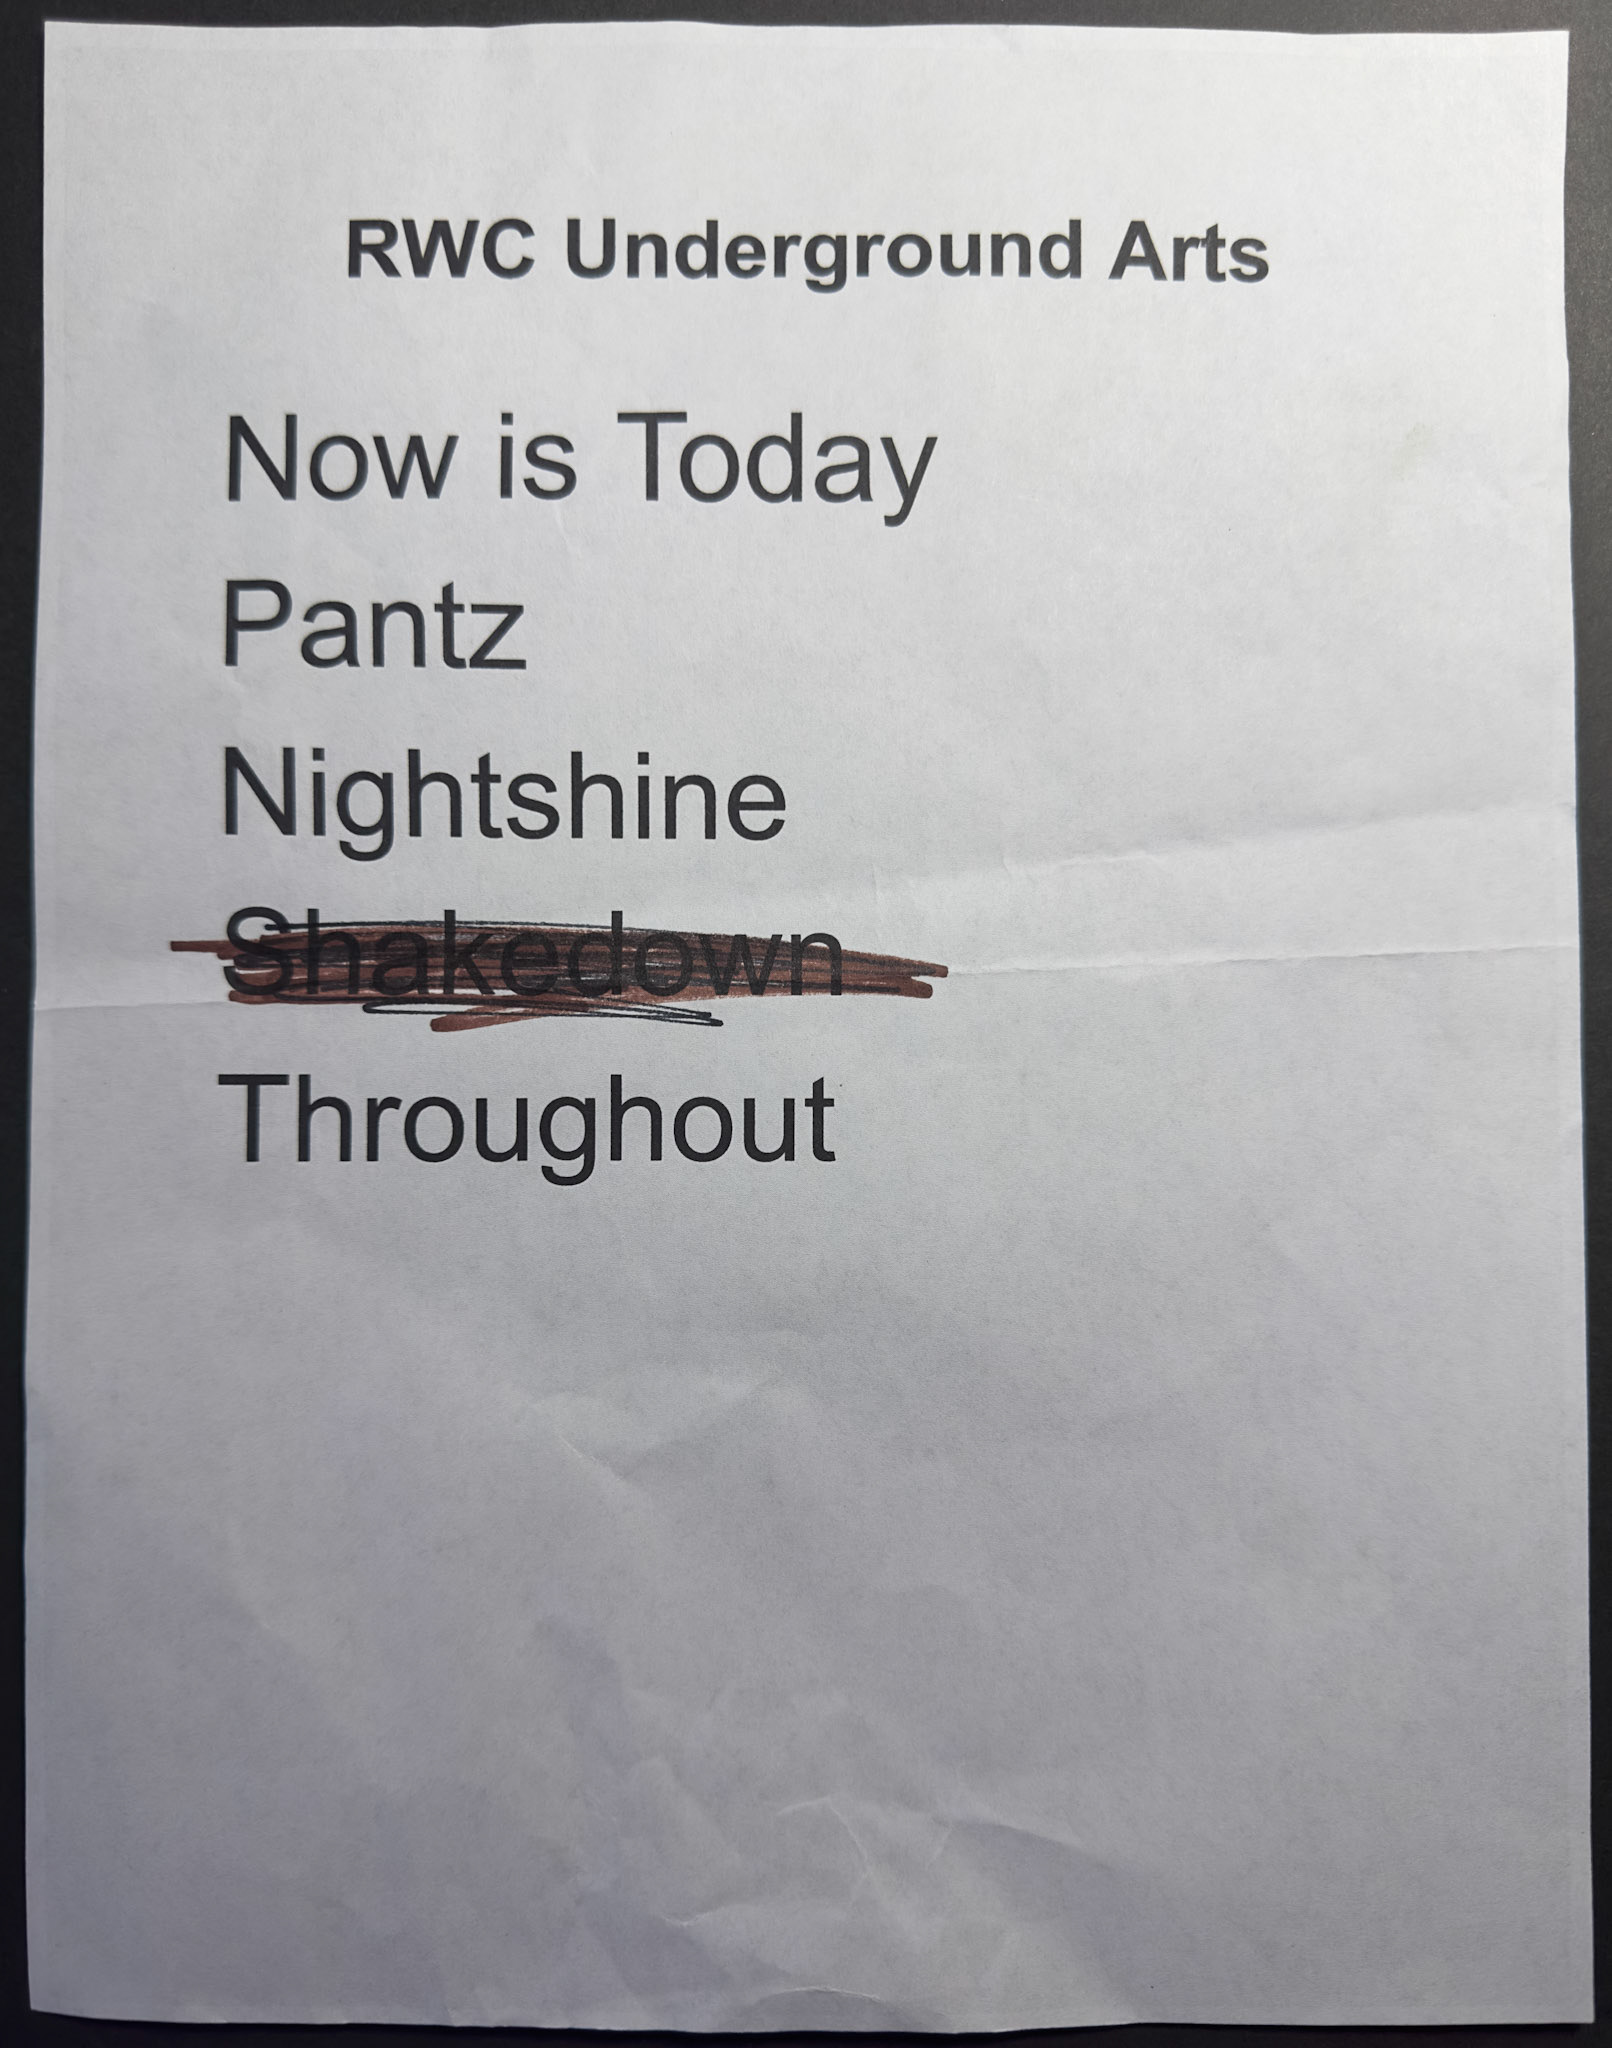 RWC Underground Arts
Now is Today
Pantz
Nightshine
Shakedown
Throughout